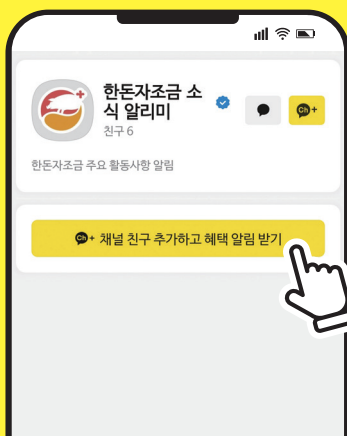 한돈자조금 소
식 알리미
친구 6
Ch+
한돈자조금 주요 활동사항 알림
Ch+ 채널 친구 추가하고 혜택 알림 받기